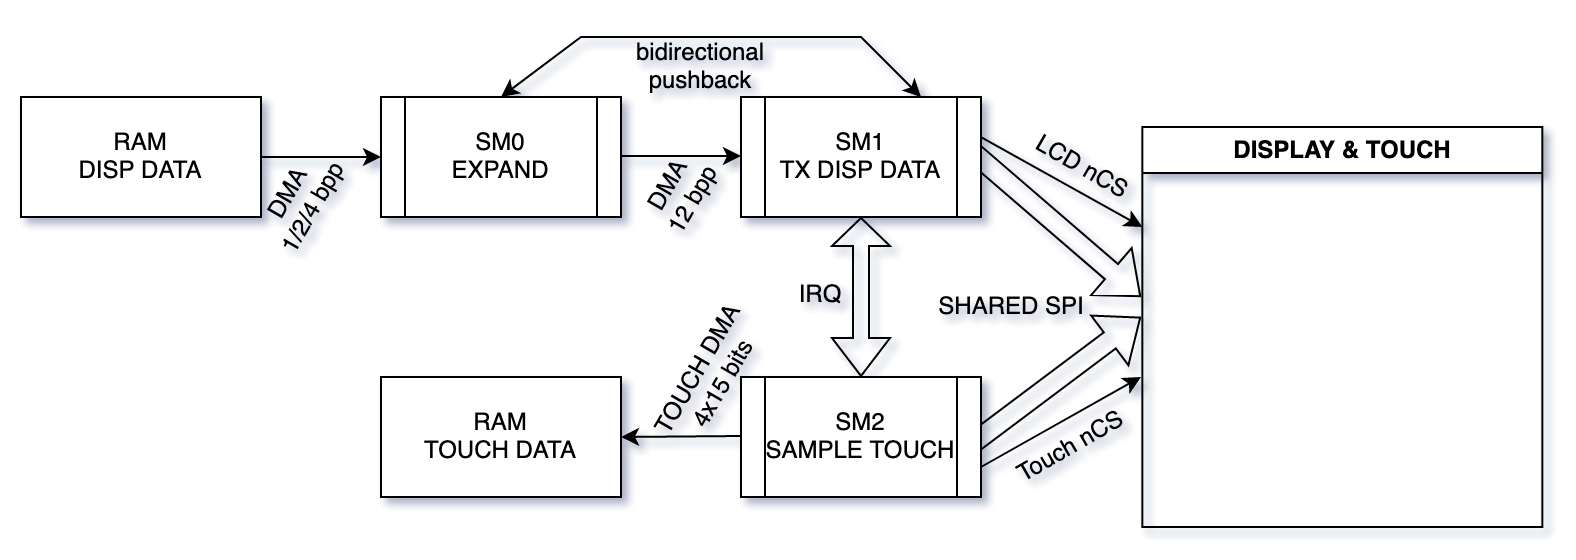 bidirectional
pushback
RAM
DISP DATA
DMA
1/2/4 bpp
SM0
EXPAND
DMA
12 bpp
SM1
TX DISP DATA
LCD nCS
DISPLAY & TOUCH
IRQ
SHARED SPI
RAM
TOUCH DATA
TOUCH DMA
4x15 bits
SM2
SAMPLE TOUCH
Touch nCS